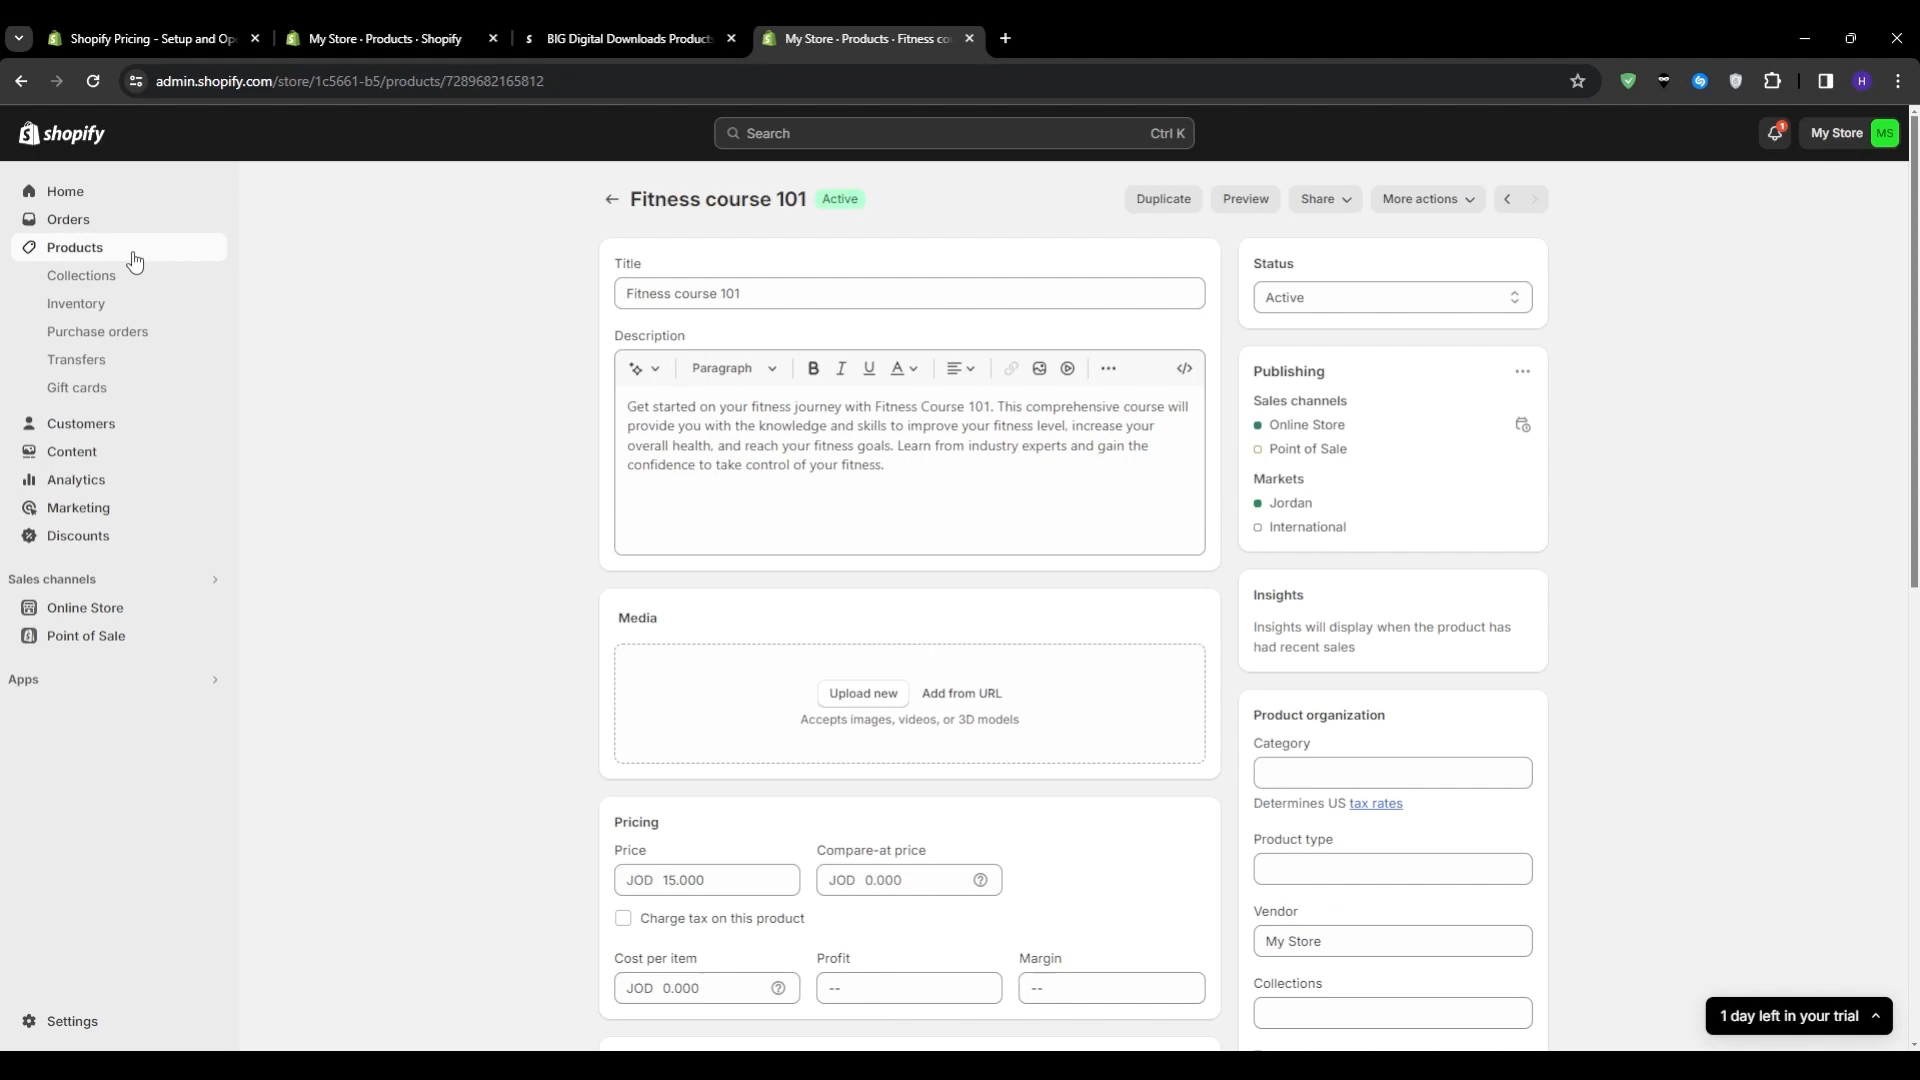 Shopify Pricing - Setup and Op
My Store · Products · Shopify
BIG Digital Downloads Product
My Store · Products · Fitness co
admin.shopify.com/store/1c5661-b5/products/7289682165812
H
shopify
Search
Ctrl K
1
My Store
MS
Home
Orders
Products
Collections
Inventory
Purchase orders
Transfers
Gift cards
Customers
Content
Analytics
Marketing
Discounts
Sales channels
Online Store
Point of Sale
Apps
Settings
Fitness course 101
Active
Duplicate
Preview
Share
More actions
Title
Fitness course 101
Description
Paragraph
B
I
U
A
Get started on your fitness journey with Fitness Course 101. This comprehensive course will
provide you with the knowledge and skills to improve your fitness level, increase your
overall health, and reach your fitness goals. Learn from industry experts and gain the
confidence to take control of your fitness.
Media
Upload new
Add from URL
Accepts images, videos, or 3D models
Pricing
Price
Compare-at price
JOD 15.000
JOD 0.000
Charge tax on this product
Cost per item
Profit
Margin
JOD 0.000
--
--
Status
Active
Publishing
Sales channels
Online Store
Point of Sale
Markets
Jordan
International
Insights
Insights will display when the product has
had recent sales
Product organization
Category
Determines US tax rates
Product type
Vendor
My Store
Collections
1 day left in your trial